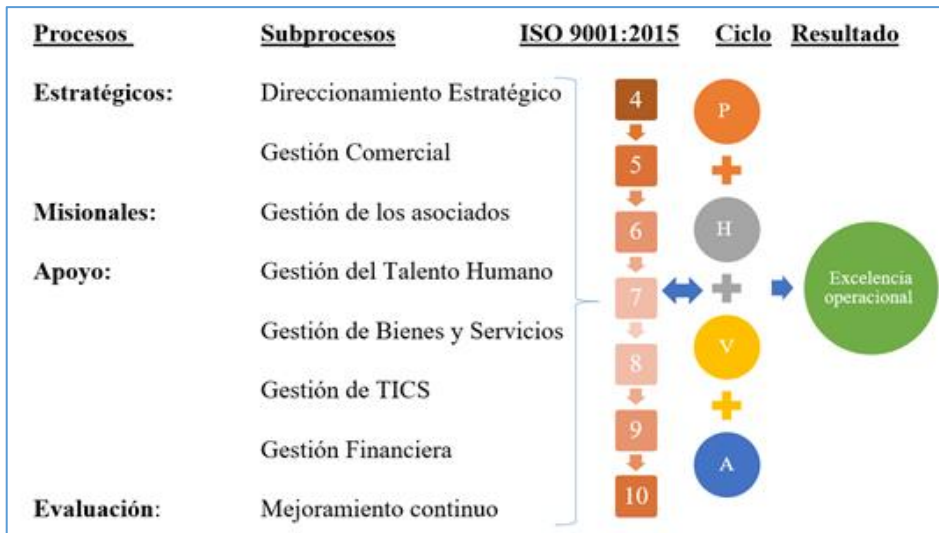 Procesos Subprocesos ISO 9001:2015 Ciclo Resultado
Estratégicos: Direccionamiento Estratégico 4 P
Gestión Comercial 5
Misionales: Gestión de los asociados 6 H
Apoyo: Gestión del Talento Humano 7 Excelencia
operacional
Gestión de Bienes y Servicios 8 V
Gestión de TICS
Gestión Financiera 9 A
Evaluación: Mejoramiento continuo 10